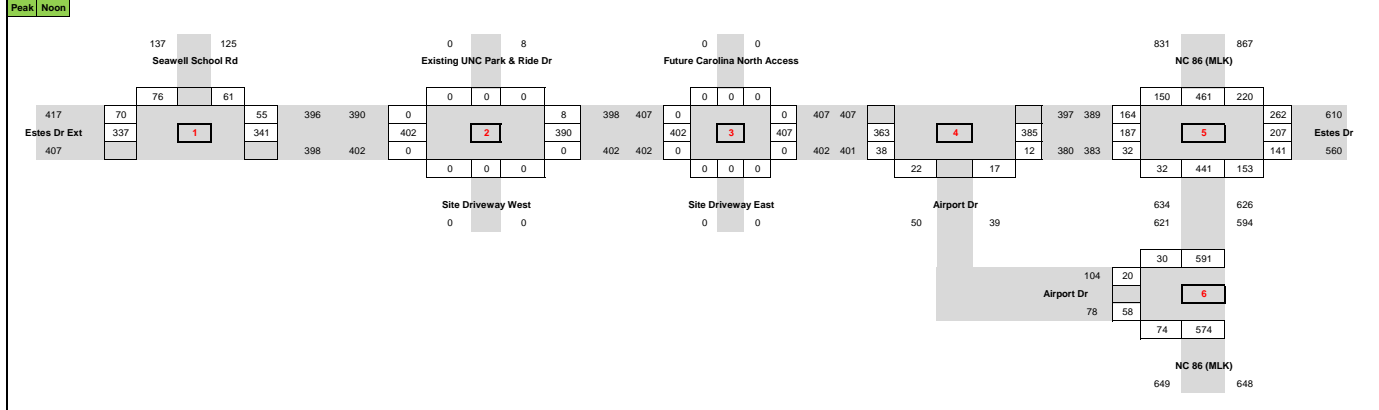 Peak Noon
137 125 0 8 0 0 831 867
Seawell School Rd Existing UNC Park & Ride Dr Future Carolina North Access NC 86 (MLK)
76 61 0 0 0 0 0 0 150 461 220
417 70 55 396 390 0 8 398 402 0 0 407 407 397 389 164 262 610
Estes Dr Ext 337 1 341 402 2 390 402 3 407 363 4 385 187 5 207 Estes Dr
407 398 402 0 0 402 402 0 0 402 401 38 12 380 383 32 141 560
0 0 0 0 0 0 22 17 32 441 153
Site Driveway West Site Driveway East Airport Dr 634 626
0 0 0 0 50 39 621 594
30 591
104 20
Airport Dr 6
78 58
74 574
NC 86 (MLK)
649 648